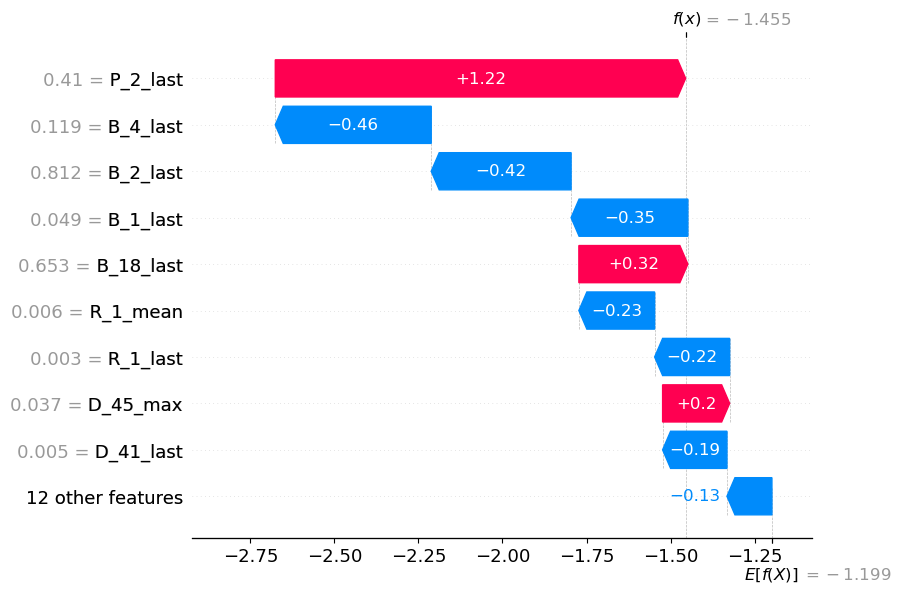 f(x) = −1.455
0.41 = P_2_last
+1.22
0.119 = B_4_last
−0.46
0.812 = B_2_last
−0.42
0.049 = B_1_last
−0.35
0.653 = B_18_last
+0.32
0.006 = R_1_mean
−0.23
0.003 = R_1_last
−0.22
0.037 = D_45_max
+0.2
0.005 = D_41_last
−0.19
12 other features
−0.13
−2.75 −2.50 −2.25 −2.00 −1.75 −1.50 −1.25
E[f(X)] = −1.199